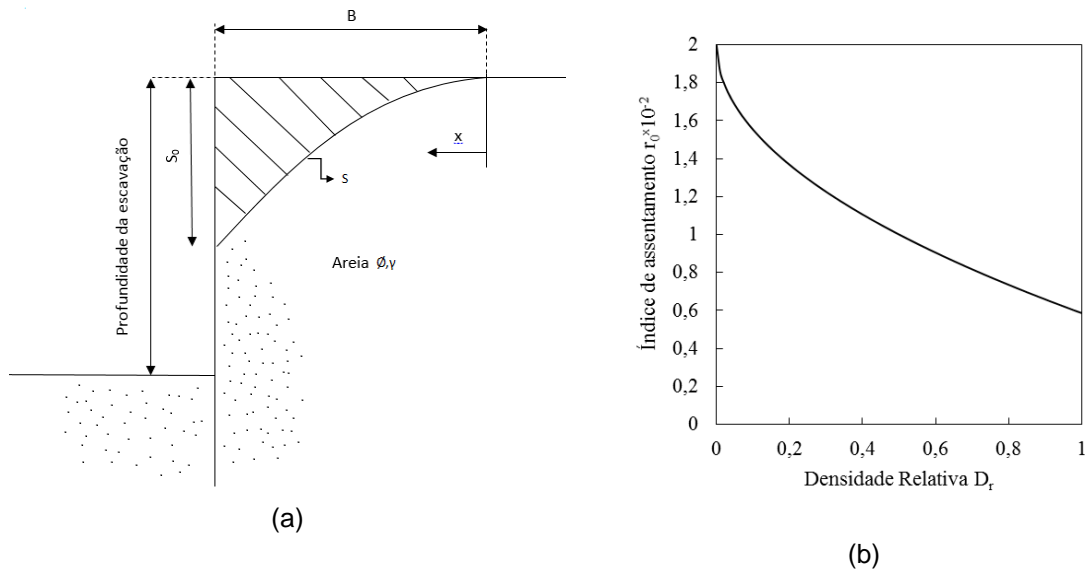 B
Profundidade da escavação
S₀
x
S
Areia Ø,γ
(a)
Índice de assentamento r₀×10⁻²
2
1,8
1,6
1,4
1,2
1
0,8
0,6
0,4
0,2
0
0 0,2 0,4 0,6 0,8 1
Densidade Relativa Dᵣ
(b)